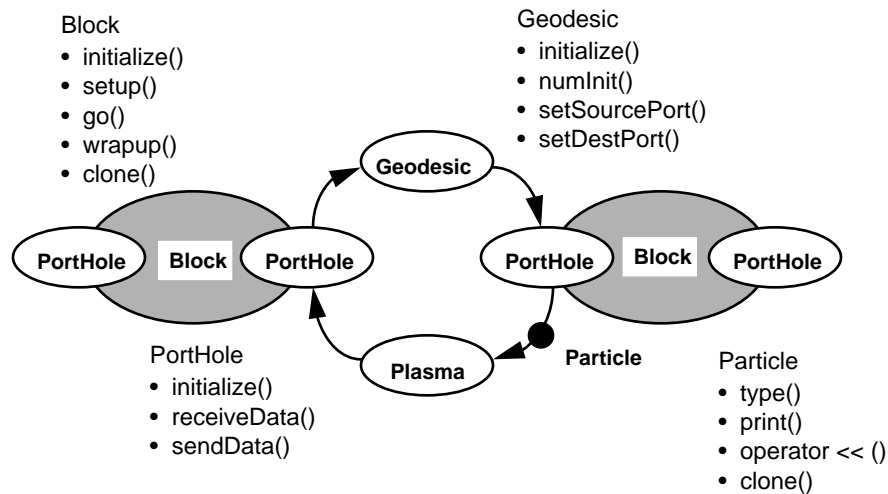 Block
• initialize()
• setup()
• go()
• wrapup()
• clone()
Geodesic
• initialize()
• numInit()
• setSourcePort()
• setDestPort()
Geodesic
PortHole
Block
PortHole
PortHole
Block
PortHole
Plasma
Particle
PortHole
• initialize()
• receiveData()
• sendData()
Particle
• type()
• print()
• operator << ()
• clone()